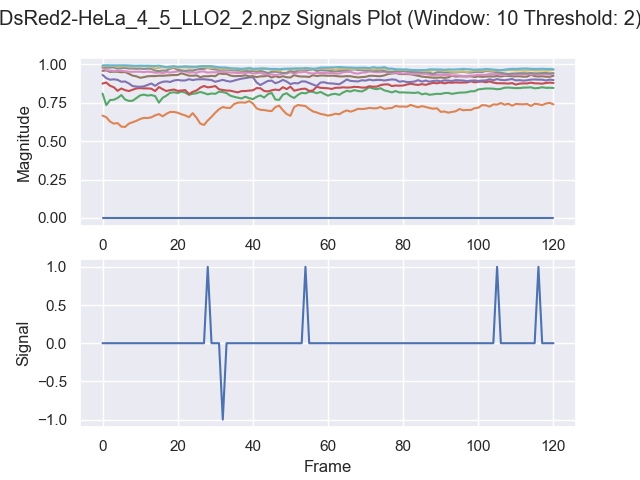 DsRed2-HeLa_4_5_LLO2_2.npz Signals Plot (Window: 10 Threshold: 2)
1.00
0.75
0.50
0.25
0.00
Magnitude
0 20 40 60 80 100 120
1.0
0.5
0.0
−0.5
−1.0
Signal
0 20 40 60 80 100 120
Frame